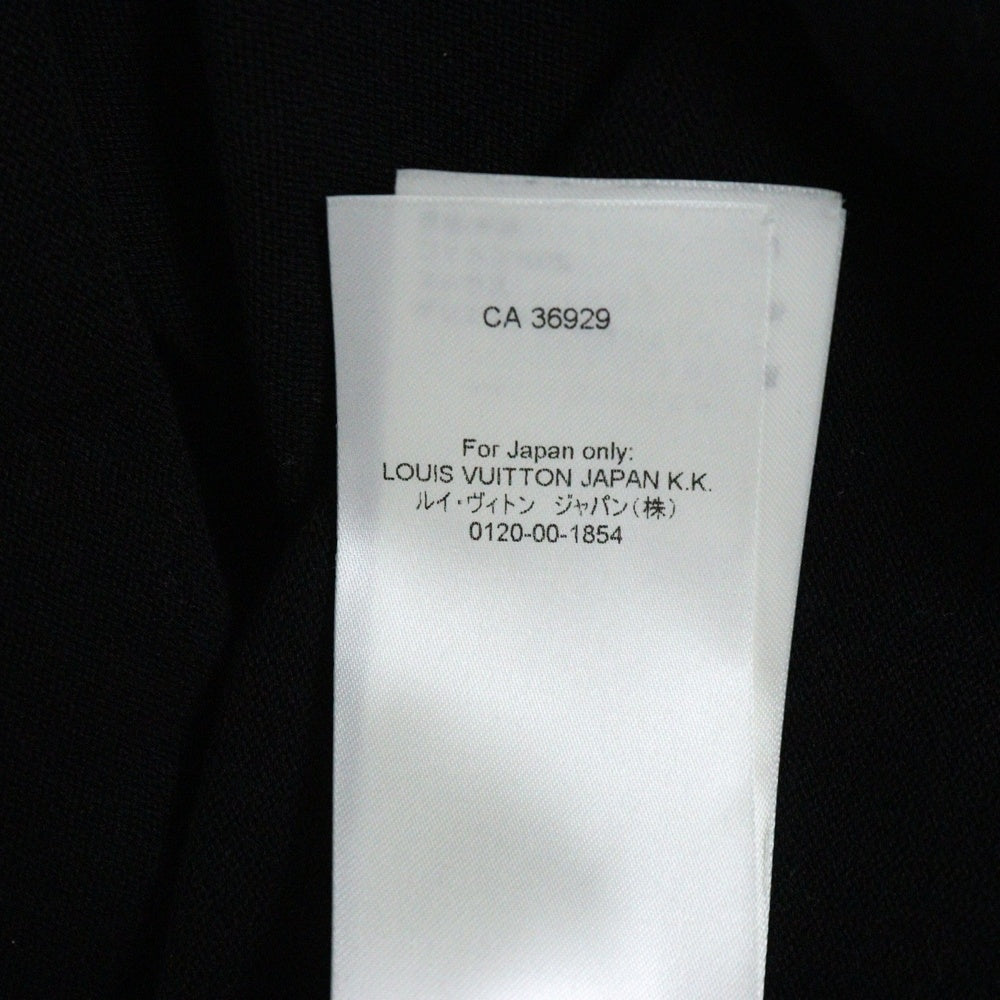 CA 36929
For Japan only:
LOUIS VUITTON JAPAN K.K.
ルイ・ヴィトン　ジャパン(株)
0120-00-1854